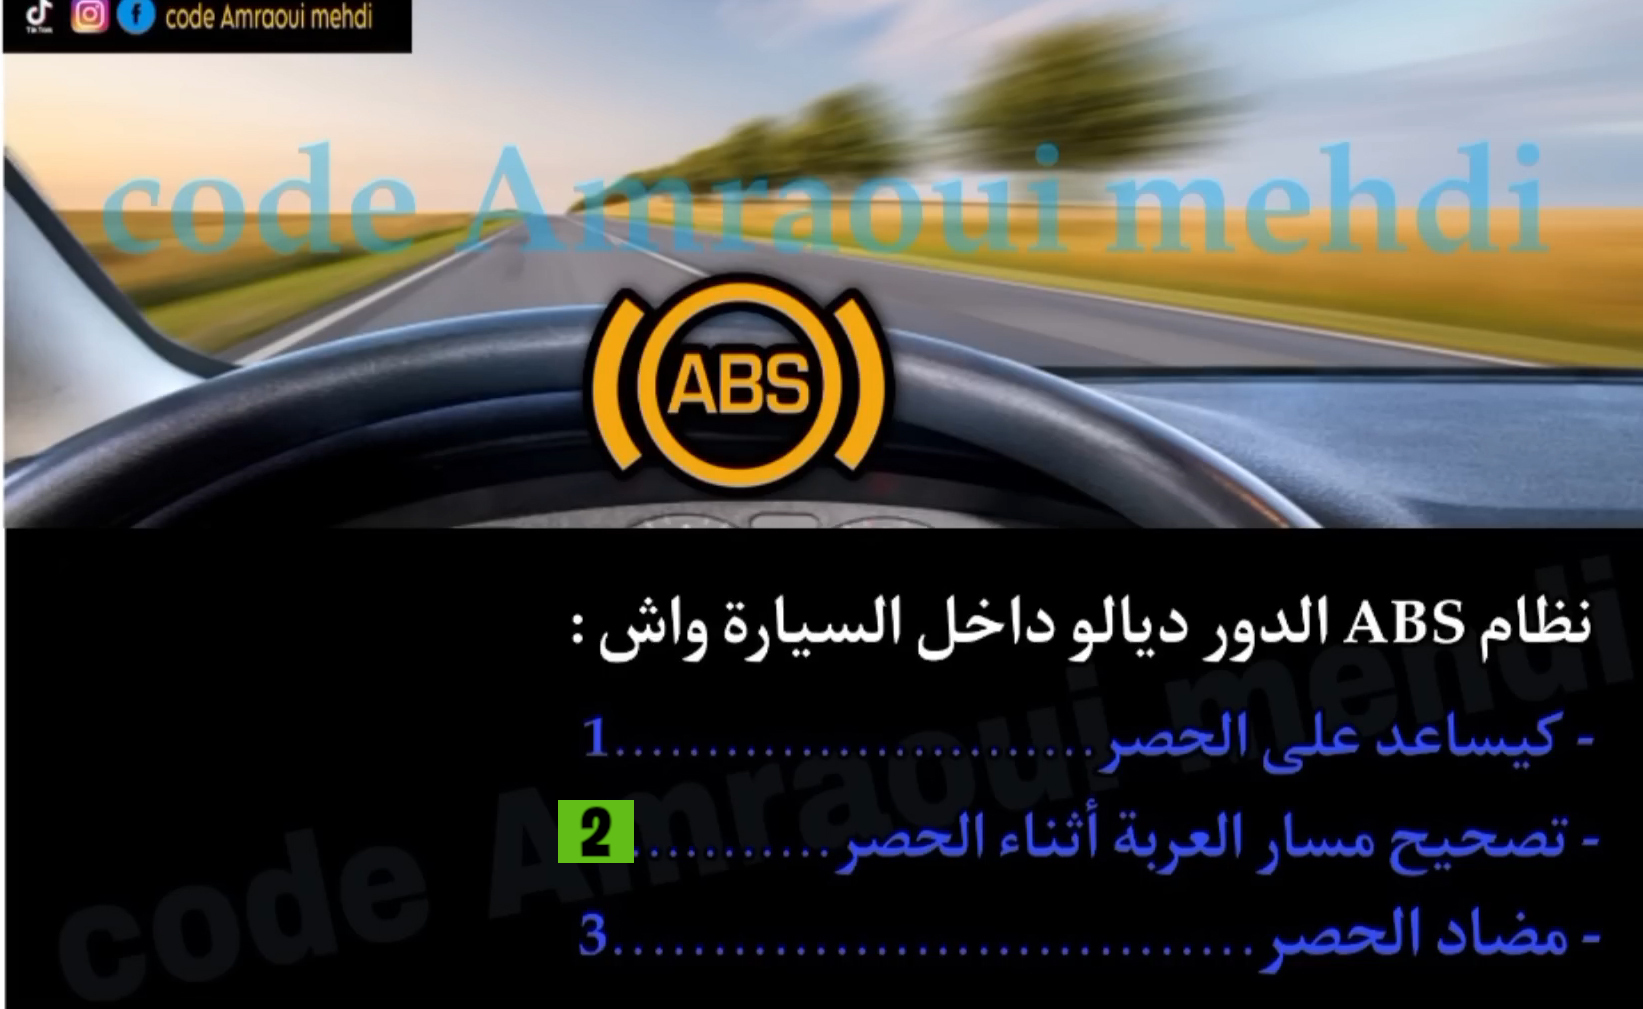 code Amraoui mehdi
code Amraoui mehdi
ABS
نظام ABS الدور ديالو داخل السيارة واش :
- كيساعد على الحصر..........................1
- تصحيح مسار العربة أثناء الحصر...........2
- مضاد الحصر................................3
code Amraoui mehdi